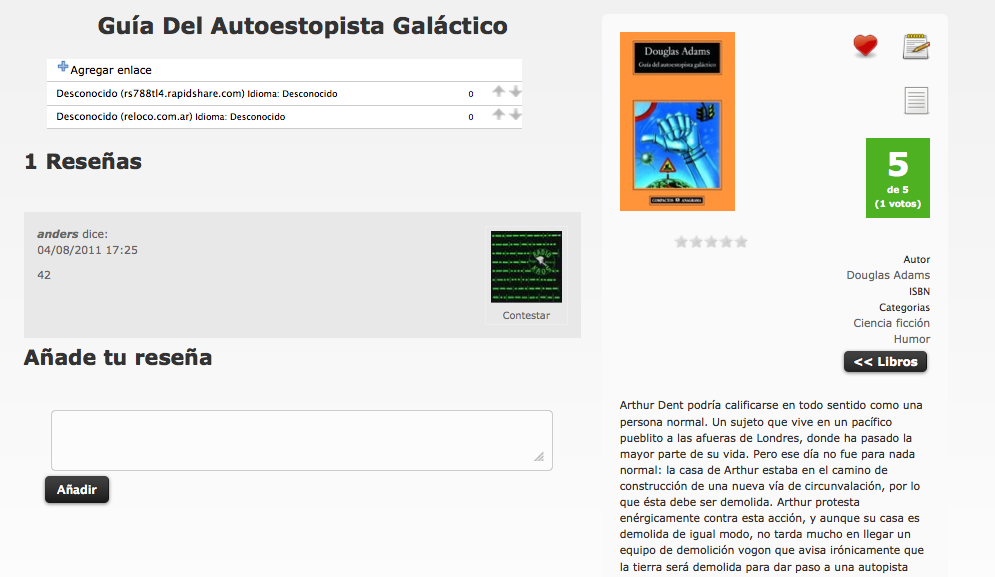 Guía Del Autoestopista Galáctico
Agregar enlace
Desconocido (rs788tl4.rapidshare.com) Idioma: Desconocido 0
Desconocido (reloco.com.ar) Idioma: Desconocido 0
1 Reseñas
anders dice:
04/08/2011 17:25
42
Contestar
Añade tu reseña
Añadir
Douglas Adams
Guía del autoestopista galáctico
COMPACTOS ANAGRAMA
5
de 5
(1 votos)
Autor
Douglas Adams
ISBN
Categorias
Ciencia ficción
Humor
<< Libros
Arthur Dent podría calificarse en todo sentido como una
persona normal. Un sujeto que vive en un pacífico
pueblito a las afueras de Londres, donde ha pasado la
mayor parte de su vida. Pero ese día no fue para nada
normal: la casa de Arthur estaba en el camino de
construcción de una nueva vía de circunvalación, por lo
que ésta debe ser demolida. Arthur protesta
enérgicamente contra esta acción, y aunque su casa es
demolida de igual modo, no tarda mucho en llegar un
equipo de demolición vogon que avisa irónicamente que
la tierra será demolida para dar paso a una autopista